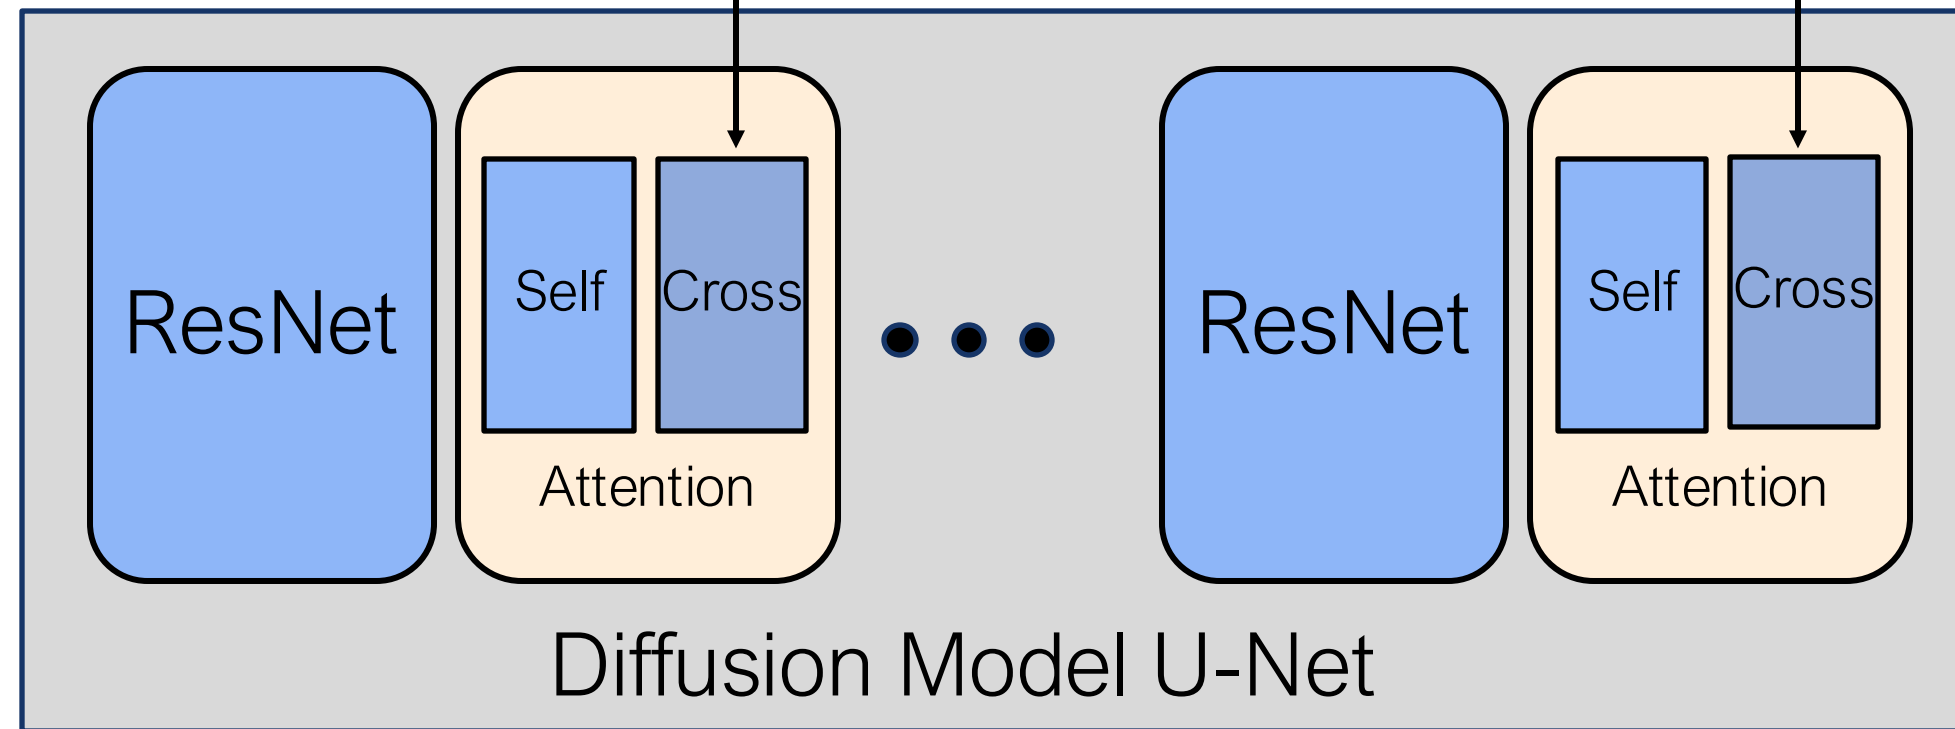 ResNet
Self
Cross
Attention
ResNet
Self
Cross
Attention
Diffusion Model U-Net